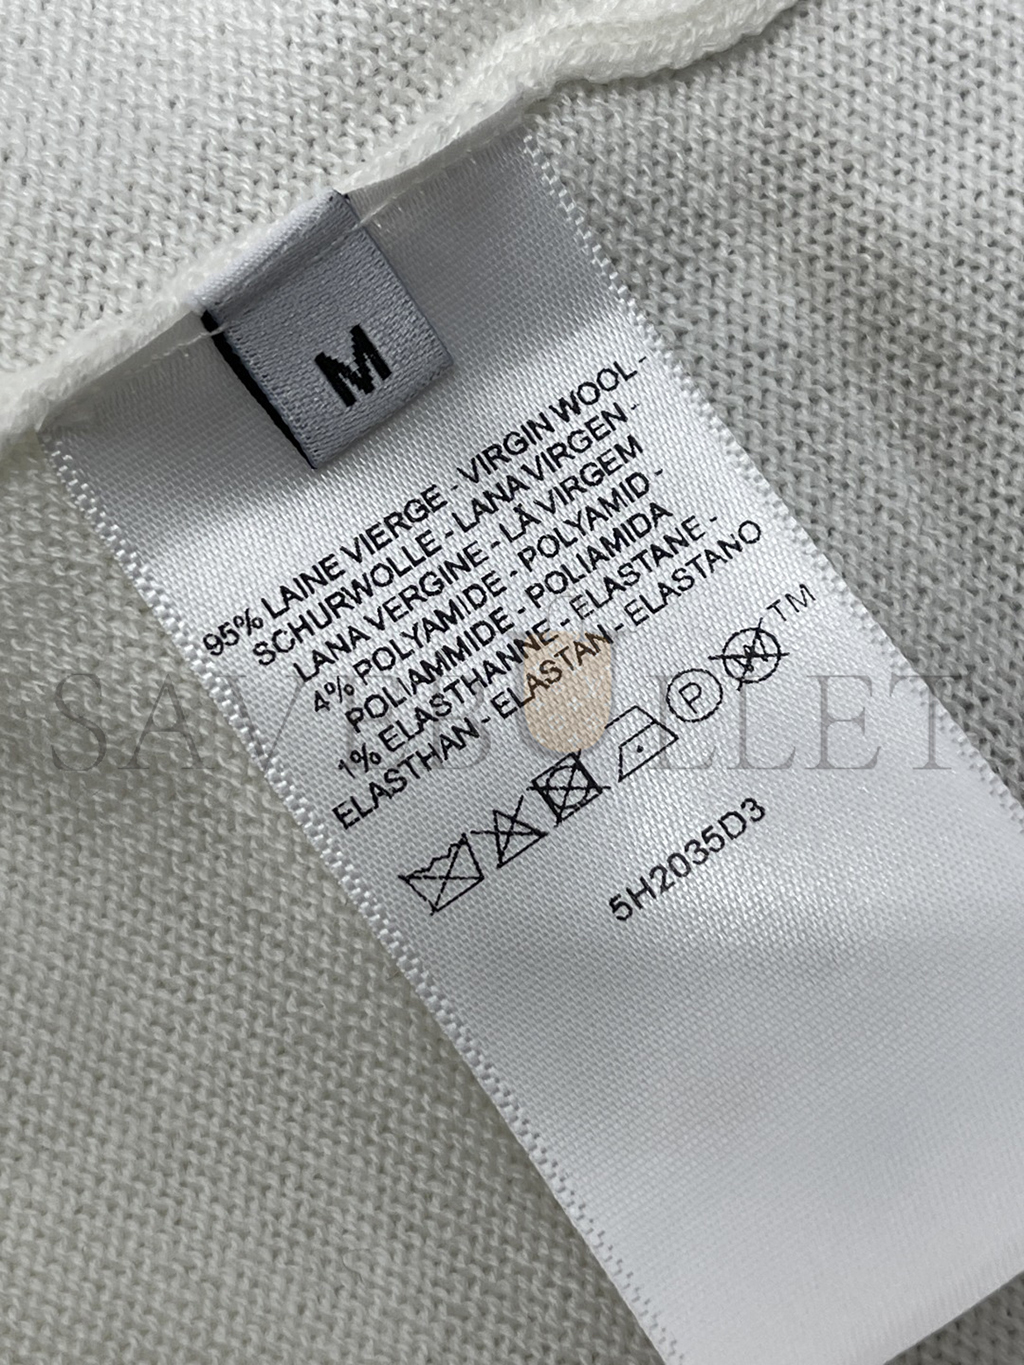 M
95% LAINE VIERGE - VIRGIN WOOL -
SCHURWOLLE - LANA VIRGEN -
LANA VERGINE - LÃ VIRGEM
4% POLYAMIDE - POLYAMID -
POLIAMMIDE - POLIAMIDA
1% ELASTHANNE - ELASTANE -
ELASTHAN - ELASTAN - ELASTANO
P W TM
5H2035D3